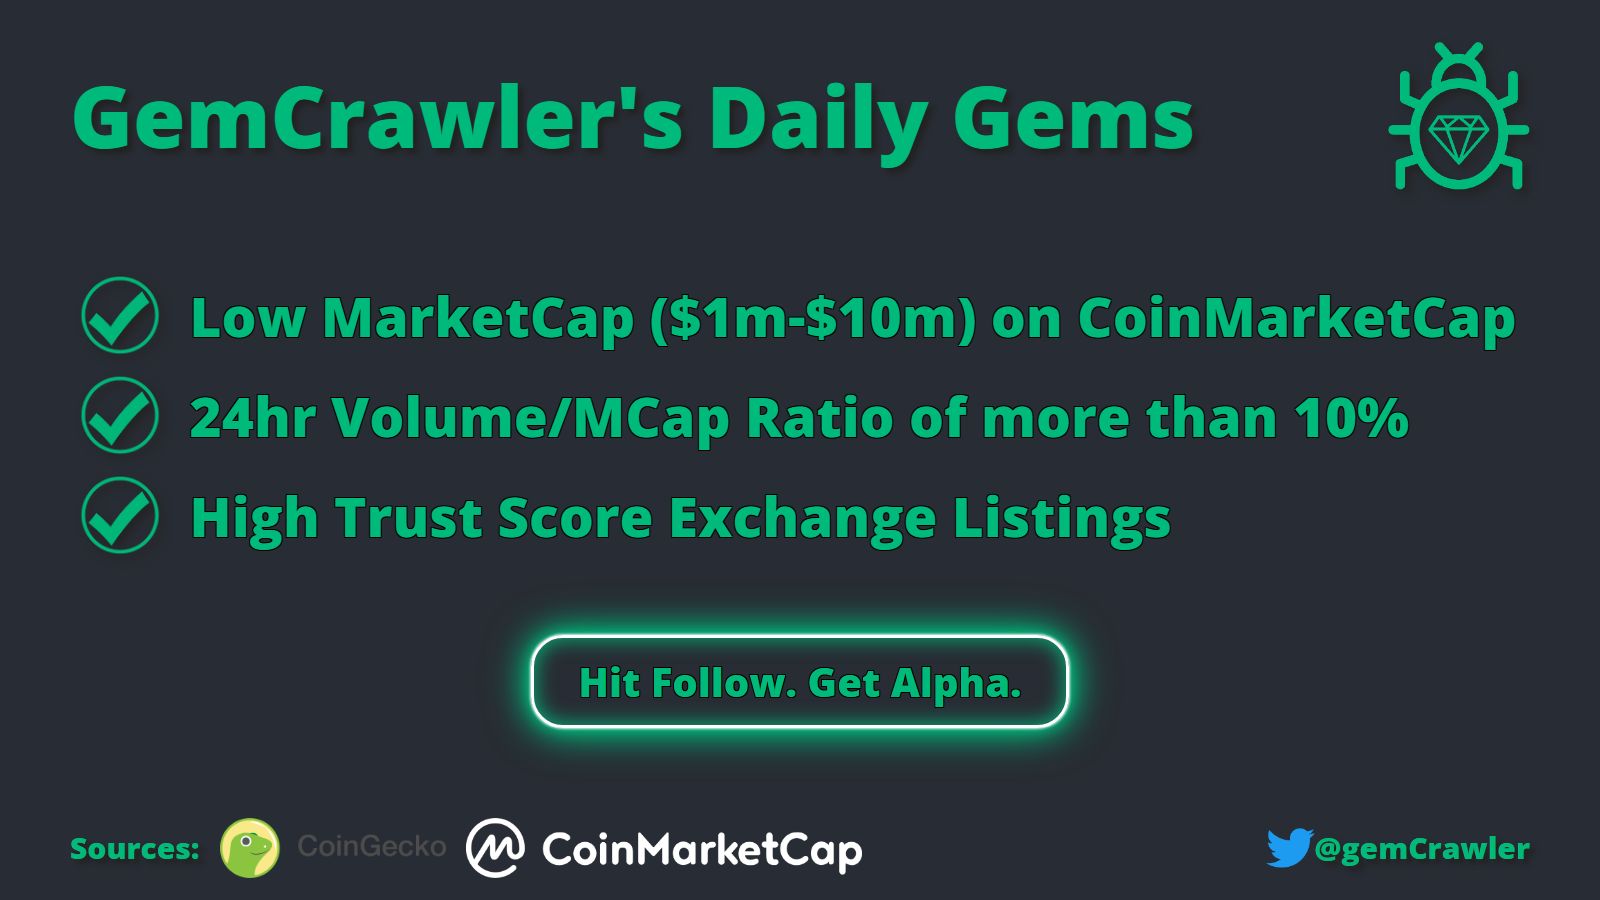 GemCrawler's Daily Gems
Low MarketCap ($1m-$10m) on CoinMarketCap
24hr Volume/MCap Ratio of more than 10%
High Trust Score Exchange Listings
Hit Follow. Get Alpha.
Sources: CoinGecko CoinMarketCap @gemCrawler